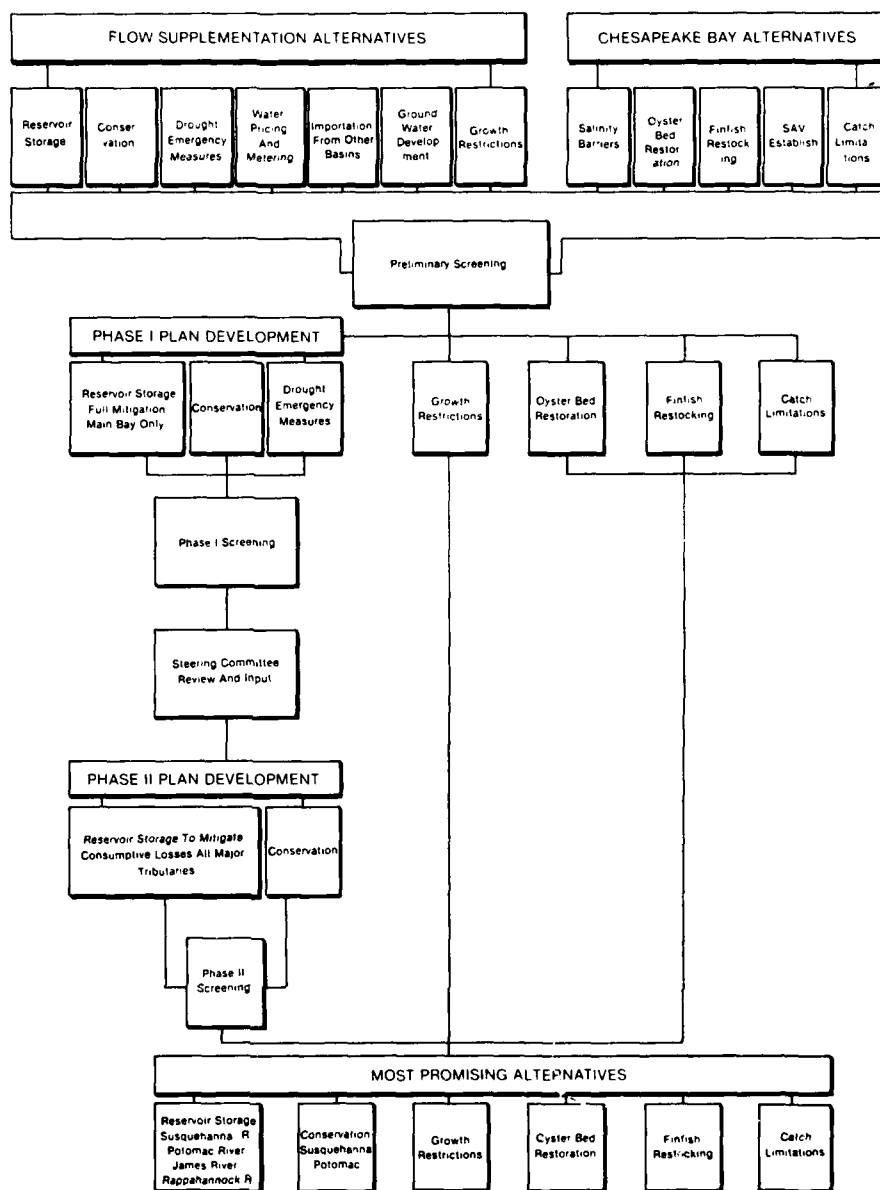 FLOW SUPPLEMENTATION ALTERNATIVES
CHESAPEAKE BAY ALTERNATIVES
Reservoir
Storage
Conser
vation
Drought
Emergency
Measures
Water
Pricing
And
Metering
Importation
From Other
Basins
Ground
Water
Develop
ment
Growth
Restrictions
Salinity
Barriers
Oyster
Bed
Restor
ation
Finfish
Restock
ing
SAV
Establish
Catch
Limita
tions
Preliminary Screening
PHASE I PLAN DEVELOPMENT
Reservoir Storage
Full Mitigation
Main Bay Only
Conservation
Drought
Emergency
Measures
Growth
Restrictions
Oyster Bed
Restoration
Finfish
Restocking
Catch
Limitations
Phase I Screening
Steering Committee
Review And Input
PHASE II PLAN DEVELOPMENT
Reservoir Storage To Mitigate
Consumptive Losses All Major
Tributaries
Conservation
Phase II
Screening
MOST PROMISING ALTERNATIVES
Reservoir Storage
Susquehanna R
Potomac River
James River
Rappahannock R
Conservation
Susquehanna
Potomac
Growth
Restrictions
Oyster Bed
Restoration
Finfish
Restocking
Catch
Limitations